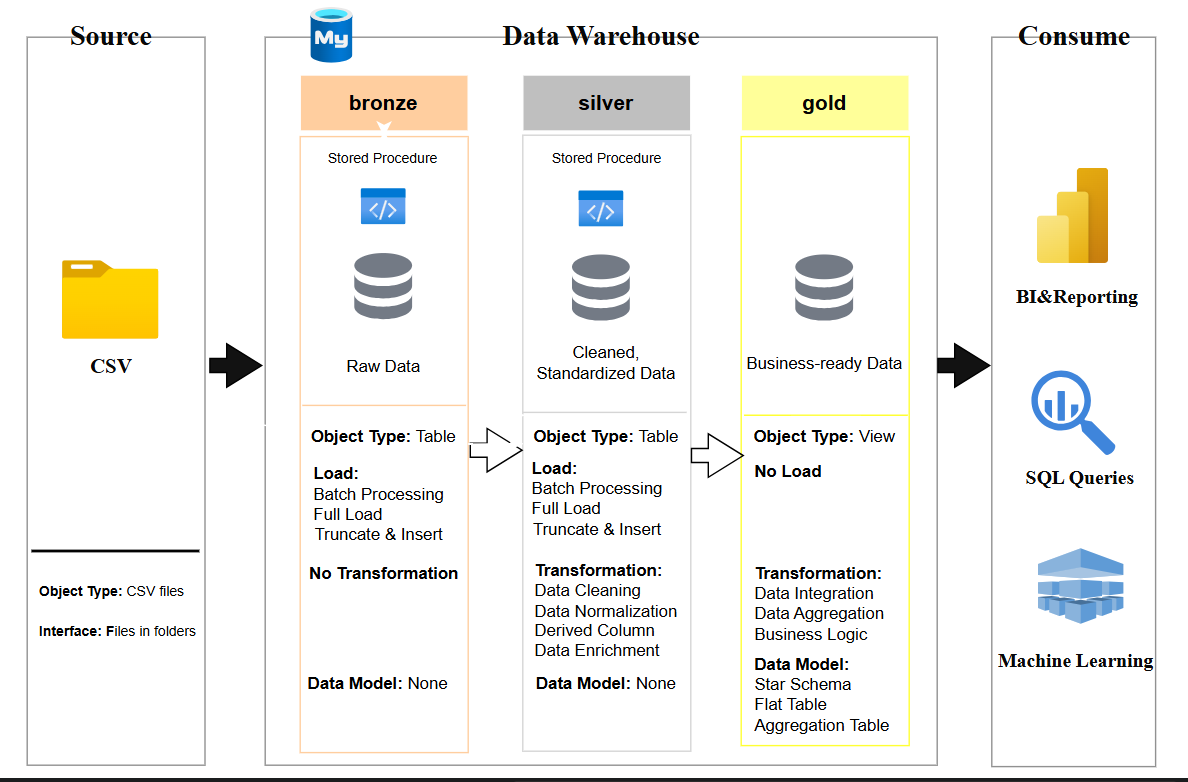 Source
CSV
Object Type: CSV files
Interface: Files in folders
My
Data Warehouse
bronze
Stored Procedure
</>
Raw Data
Object Type: Table
Load:
Batch Processing
Full Load
Truncate & Insert
No Transformation
Data Model: None
silver
Stored Procedure
</>
Cleaned,
Standardized Data
Object Type: Table
Load:
Batch Processing
Full Load
Truncate & Insert
Transformation:
Data Cleaning
Data Normalization
Derived Column
Data Enrichment
Data Model: None
gold
Business-ready Data
Object Type: View
No Load
Transformation:
Data Integration
Data Aggregation
Business Logic
Data Model:
Star Schema
Flat Table
Aggregation Table
Consume
BI&Reporting
SQL Queries
Machine Learning